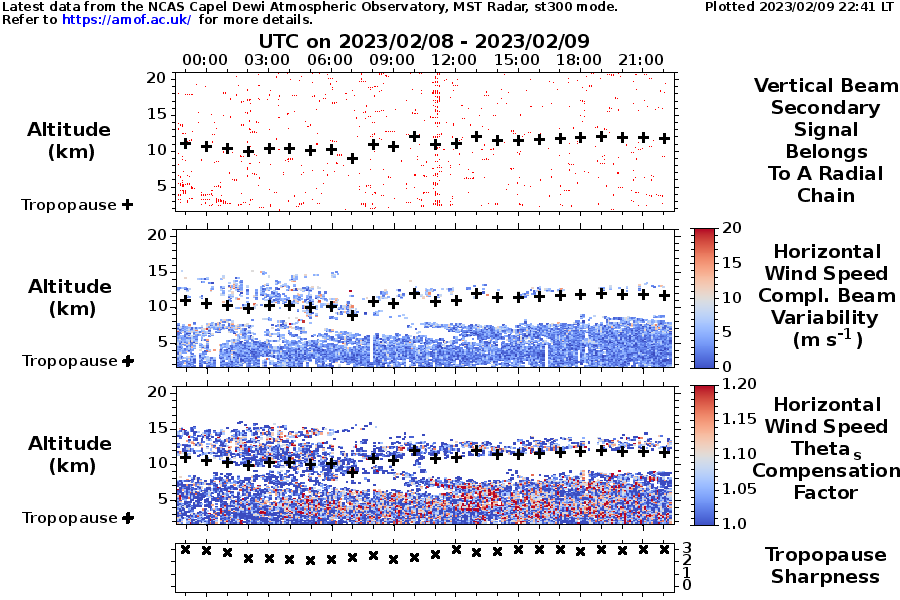 Latest data from the NCAS Capel Dewi Atmospheric Observatory, MST Radar, st300 mode.
Plotted 2023/02/09 22:41 LT
Refer to https://amof.ac.uk/ for more details.
UTC on 2023/02/08 - 2023/02/09
00:00 03:00 06:00 09:00 12:00 15:00 18:00 21:00
20
15
10
5
Altitude
(km)
Tropopause +
Vertical Beam
Secondary
Signal
Belongs
To A Radial
Chain
20
15
10
5
Altitude
(km)
Tropopause +
20
15
10
5
0
Horizontal
Wind Speed
Compl. Beam
Variability
(m s-1)
20
15
10
5
Altitude
(km)
Tropopause +
1.20
1.15
1.10
1.05
1.0
Horizontal
Wind Speed
Theta s
Compensation
Factor
3
2
1
0
Tropopause
Sharpness